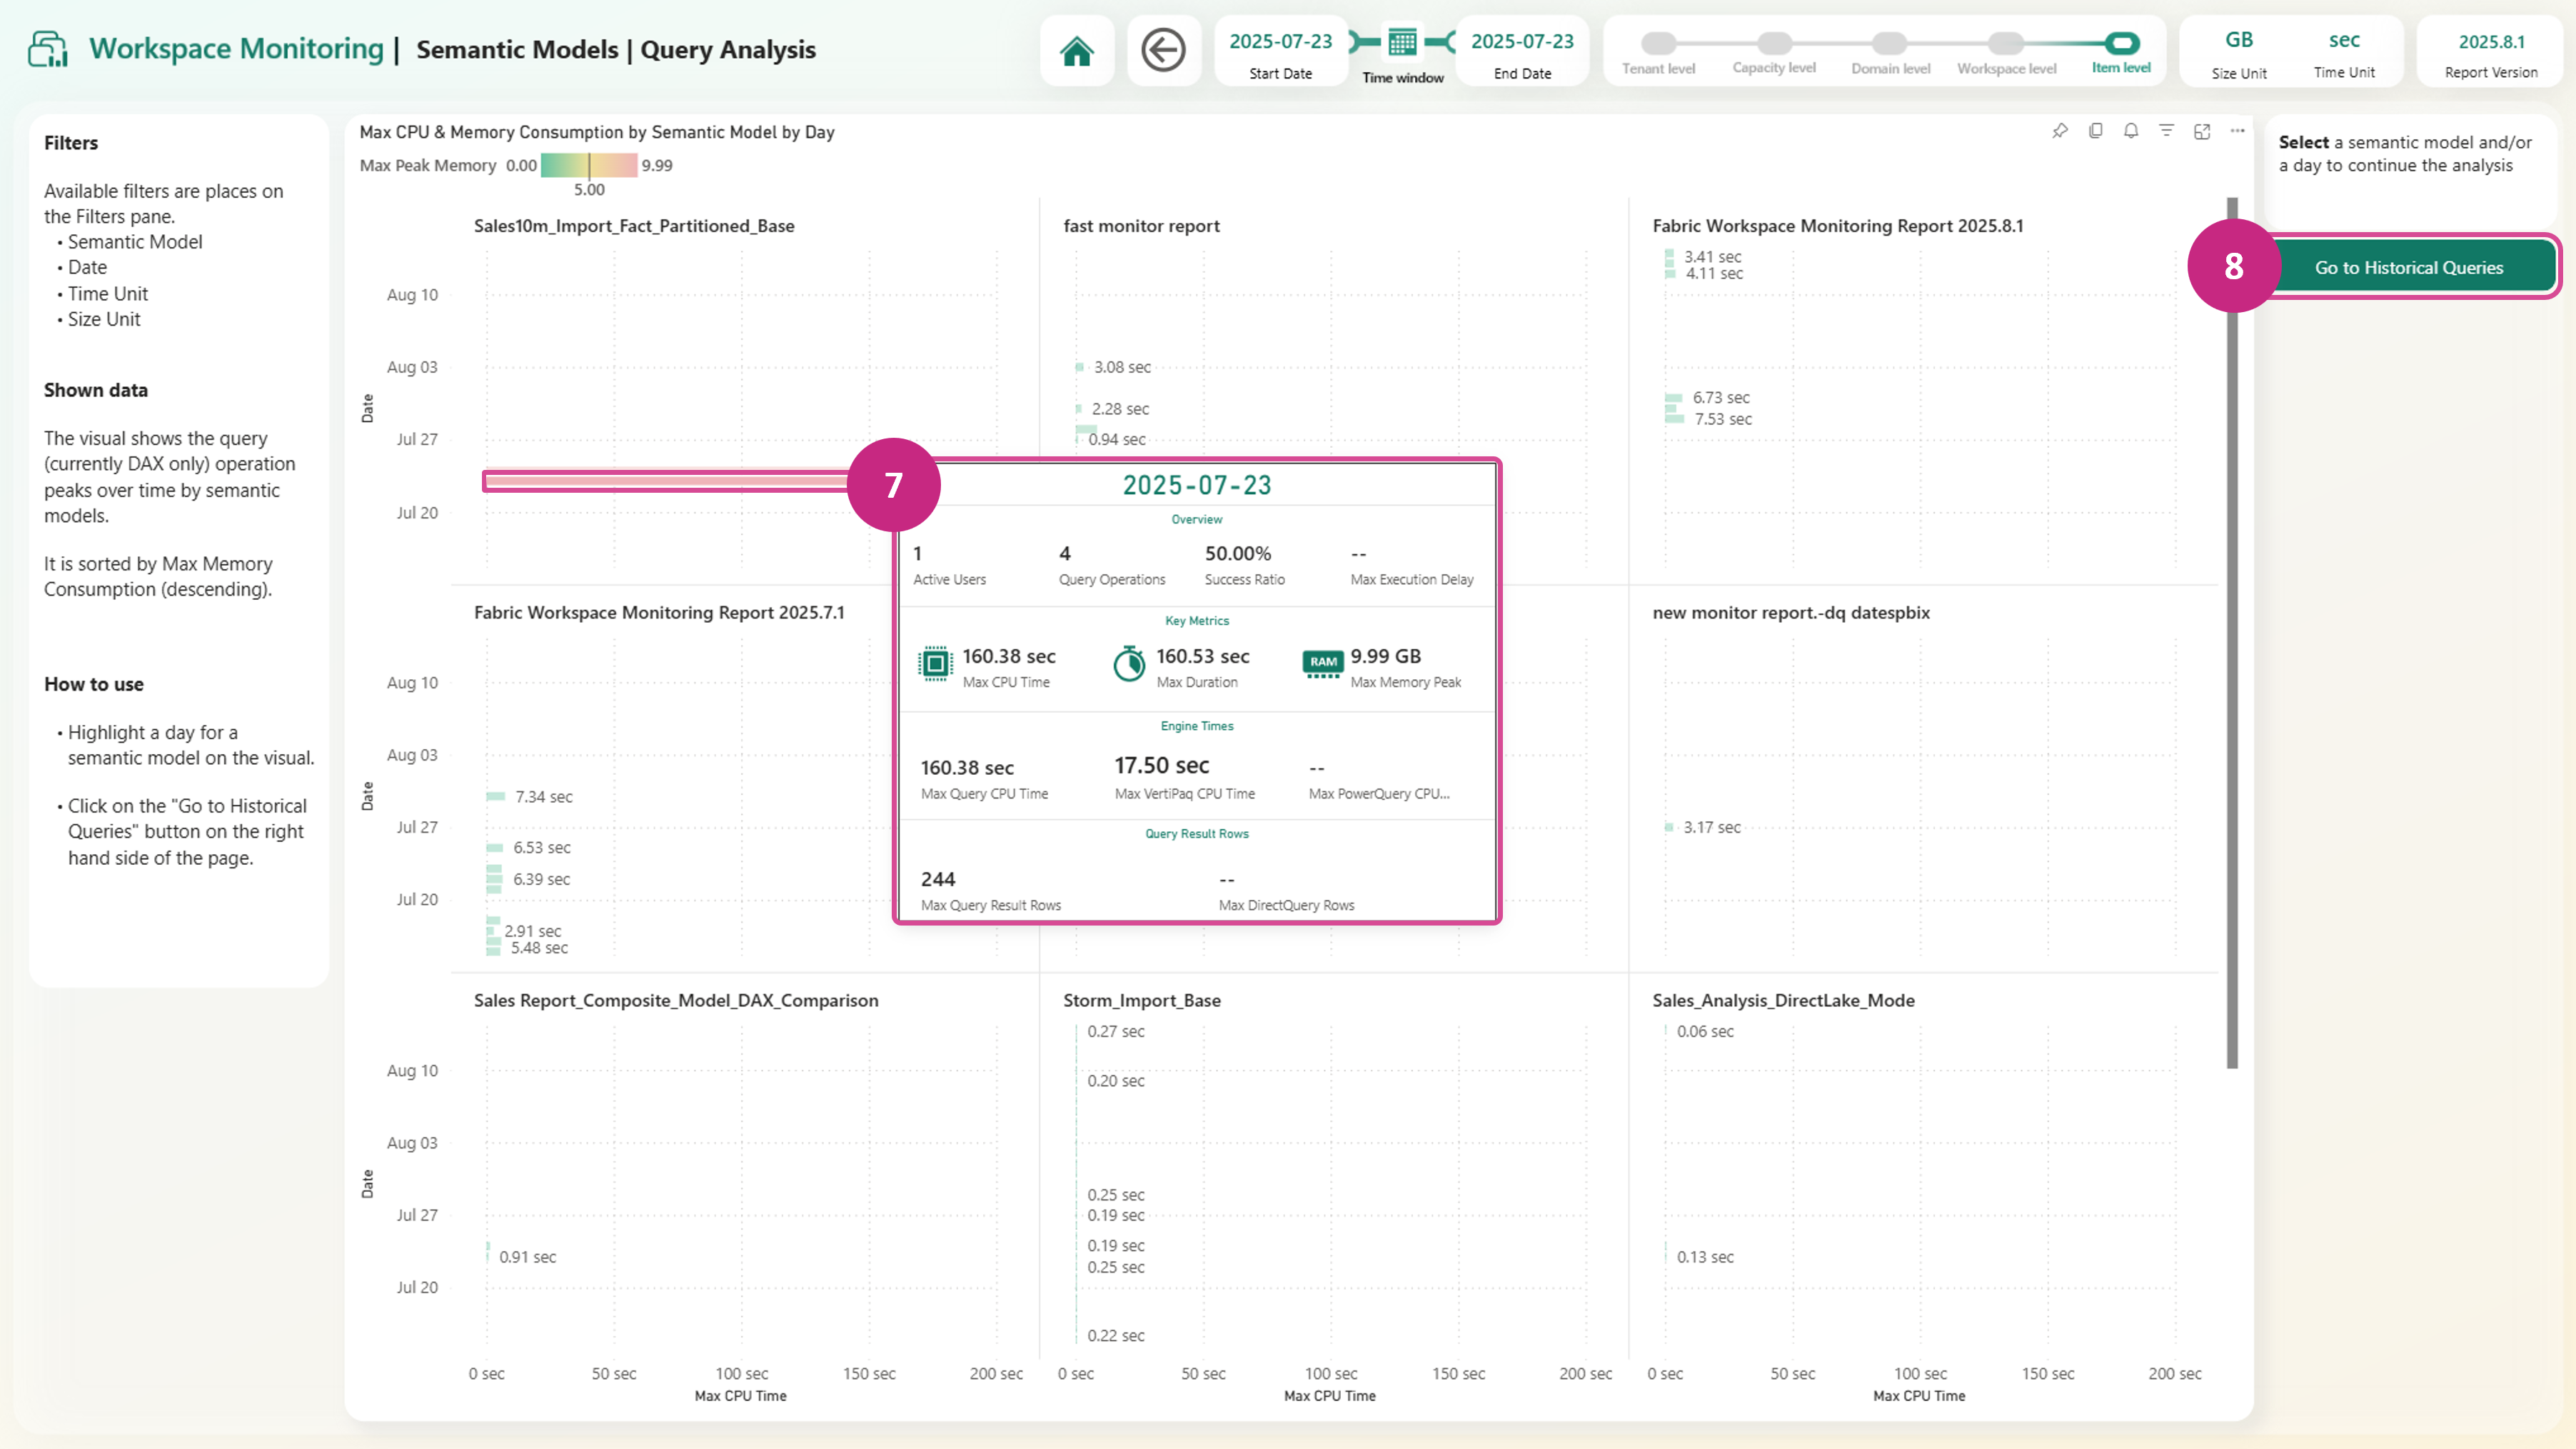 Workspace Monitoring | Semantic Models | Query Analysis
2025-07-23
Start Date
Time window
2025-07-23
End Date
Tenant level
Capacity level
Domain level
Workspace level
Item level
GB
Size Unit
sec
Time Unit
2025.8.1
Report Version
Filters
Available filters are places on
the Filters pane.
• Semantic Model
• Date
• Time Unit
• Size Unit
Shown data
The visual shows the query
(currently DAX only) operation
peaks over time by semantic
models.
It is sorted by Max Memory
Consumption (descending).
How to use
• Highlight a day for a
semantic model on the visual.
• Click on the "Go to Historical
Queries" button on the right
hand side of the page.
Max CPU & Memory Consumption by Semantic Model by Day
Max Peak Memory 0.00 9.99
5.00
Sales10m_Import_Fact_Partitioned_Base
Date
Aug 10
Aug 03
Jul 27
Jul 20
fast monitor report
3.08 sec
2.28 sec
0.94 sec
Fabric Workspace Monitoring Report 2025.8.1
3.41 sec
4.11 sec
6.73 sec
7.53 sec
7
2025-07-23
Overview
1
Active Users
4
Query Operations
50.00%
Success Ratio
--
Max Execution Delay
Key Metrics
160.38 sec
Max CPU Time
160.53 sec
Max Duration
RAM
9.99 GB
Max Memory Peak
Engine Times
160.38 sec
Max Query CPU Time
17.50 sec
Max VertiPaq CPU Time
--
Max PowerQuery CPU...
Query Result Rows
244
Max Query Result Rows
--
Max DirectQuery Rows
Fabric Workspace Monitoring Report 2025.7.1
Date
Aug 10
Aug 03
Jul 27
Jul 20
7.34 sec
6.53 sec
6.39 sec
2.91 sec
5.48 sec
new monitor report.-dq datespbix
3.17 sec
Sales Report_Composite_Model_DAX_Comparison
Date
Aug 10
Aug 03
Jul 27
Jul 20
0.91 sec
Storm_Import_Base
0.27 sec
0.20 sec
0.25 sec
0.19 sec
0.19 sec
0.25 sec
0.22 sec
Sales_Analysis_DirectLake_Mode
0.06 sec
0.13 sec
0 sec 50 sec 100 sec 150 sec 200 sec
Max CPU Time
0 sec 50 sec 100 sec 150 sec 200 sec
Max CPU Time
0 sec 50 sec 100 sec 150 sec 200 sec
Max CPU Time
Select a semantic model and/or
a day to continue the analysis
8
Go to Historical Queries